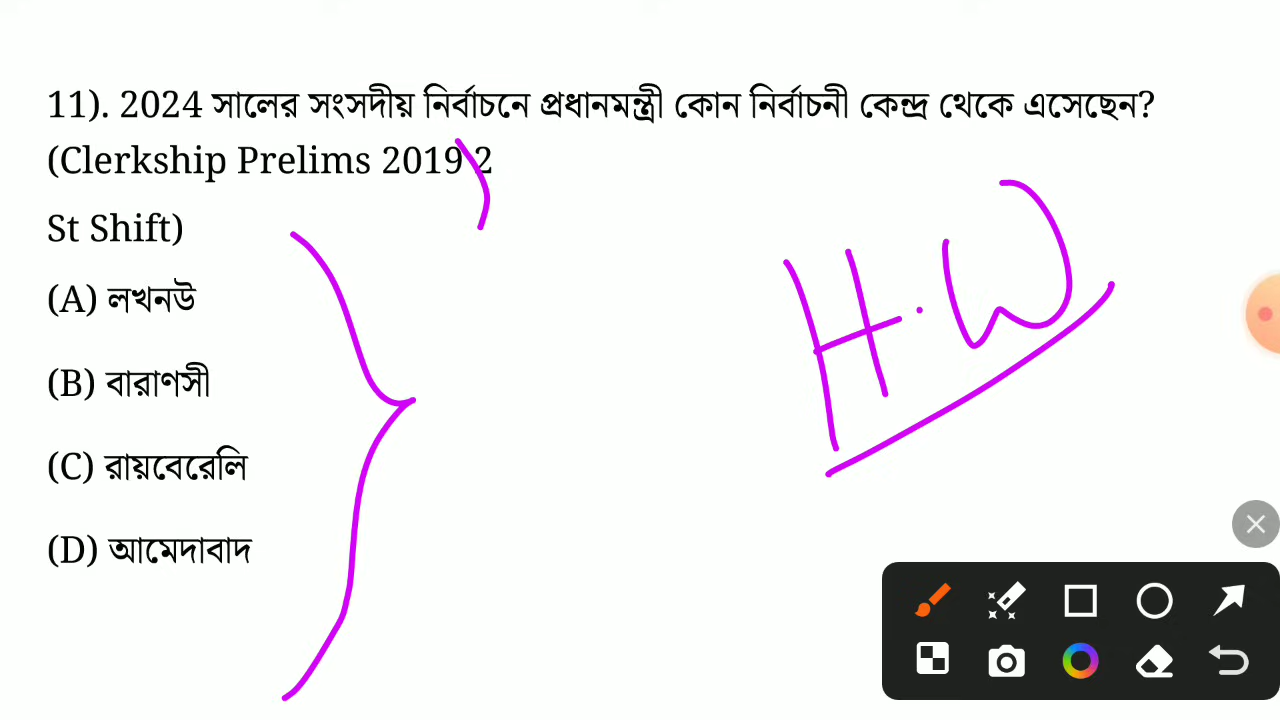 11). 2024 সালের সংসদীয় নির্বাচনে প্রধানমন্ত্রী কোন নির্বাচনী কেন্দ্র থেকে এসেছেন?
(Clerkship Prelims 2019 2
St Shift)
(A) লখনউ
(B) বারাণসী
(C) রায়বেরেলি
(D) আমেদাবাদ
H.W